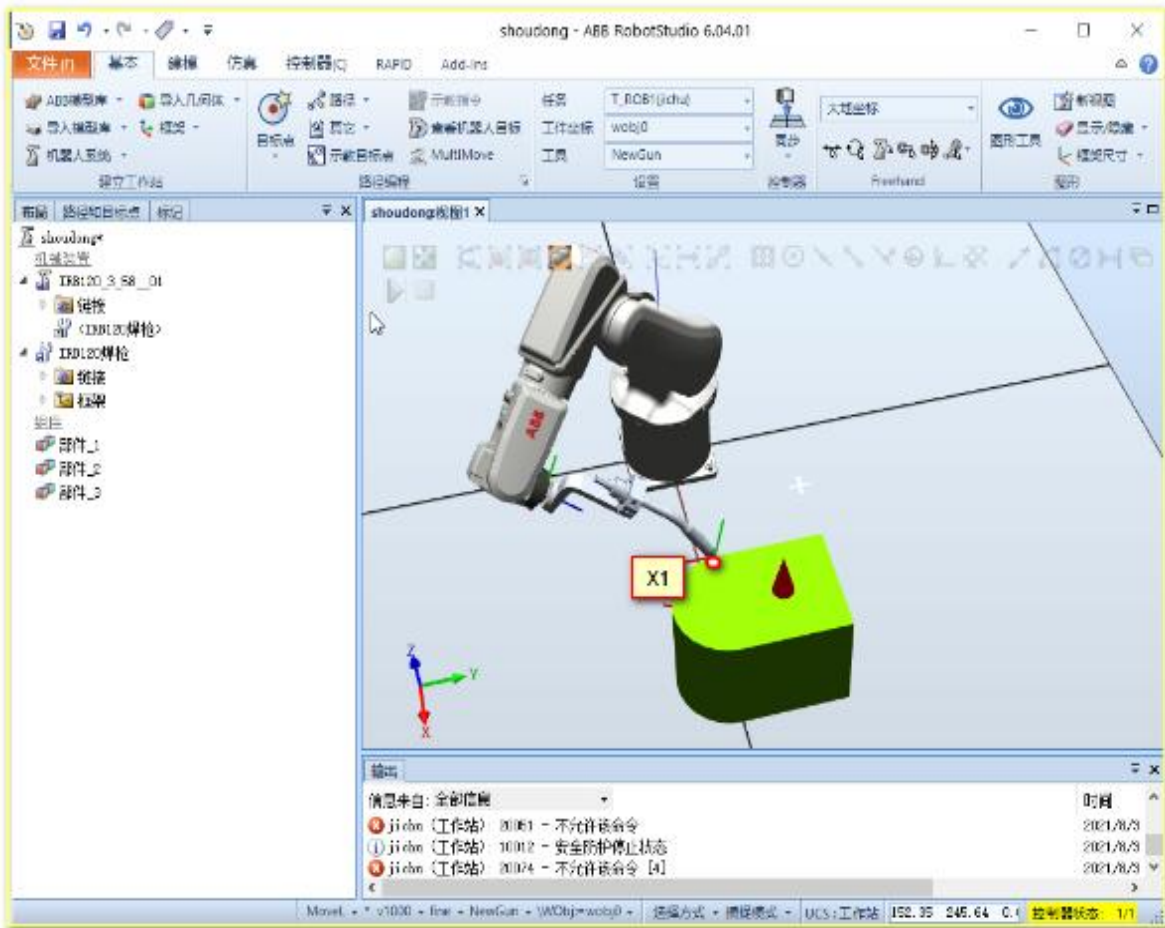 shoudong - ABB RobotStudio 6.04.01
文件(F) 基本 建模 仿真 控制器(C) RAPID Add-Ins
ABB模型库 导入几何体 路径 示教指令 任务 T_ROB1(jichu) 大地坐标 新视图
导入模型库 框架 目标点 其它 查看机器人目标 工件坐标 wobj0 同步 图形工具 显示/隐藏
机器人系统 示教目标点 MultiMove 工具 NewGun 框架尺寸
建立工作站 路径编程 设置 控制器 Freehand 图形
布局 路径和目标点 标记 shoudong:视图1
shoudong*
机械装置
IRB120_3_58__01
链接
<IRB120焊枪>
IRB120焊枪
链接
框架
组件
部件_1
部件_2
部件_3
ABB
X1
Z
Y
X
输出
信息来自: 全部信息 时间
jichu (工作站) 20051 - 不允许该命令 2021/8/3
jichu (工作站) 10012 - 安全防护停止状态 2021/8/3
jichu (工作站) 20074 - 不允许该命令 [4] 2021/8/3
MoveL * v1000 fine NewGun \WObj:=wobj0 选择方式 捕捉模式 UCS:工作站 152.35 245.64 0. 控制器状态: 1/1